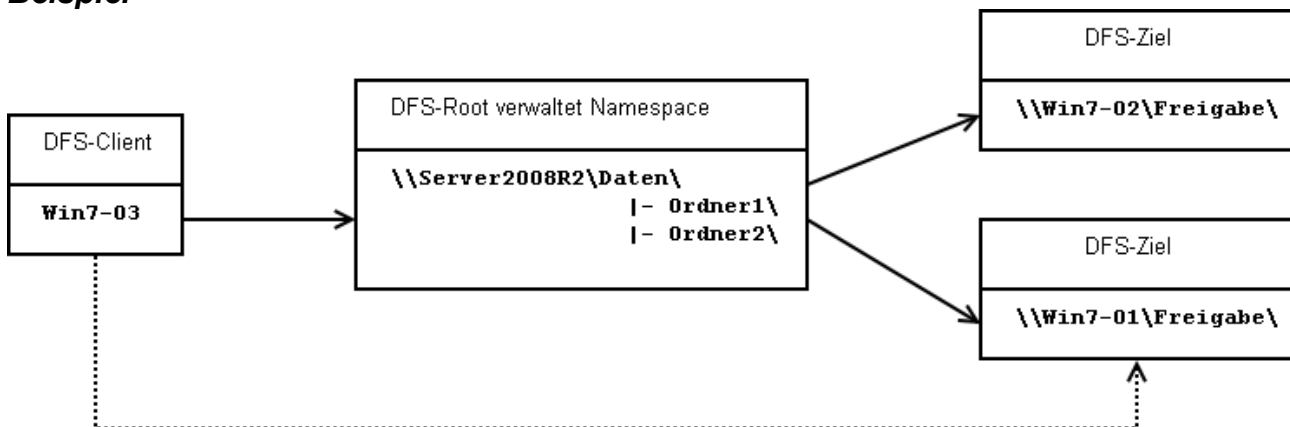 Beispiel
DFS-Client
Win7-03
DFS-Root verwaltet Namespace
\\Server2008R2\Daten\
|- Ordner1\
|- Ordner2\
DFS-Ziel
\\Win7-02\Freigabe\
DFS-Ziel
\\Win7-01\Freigabe\